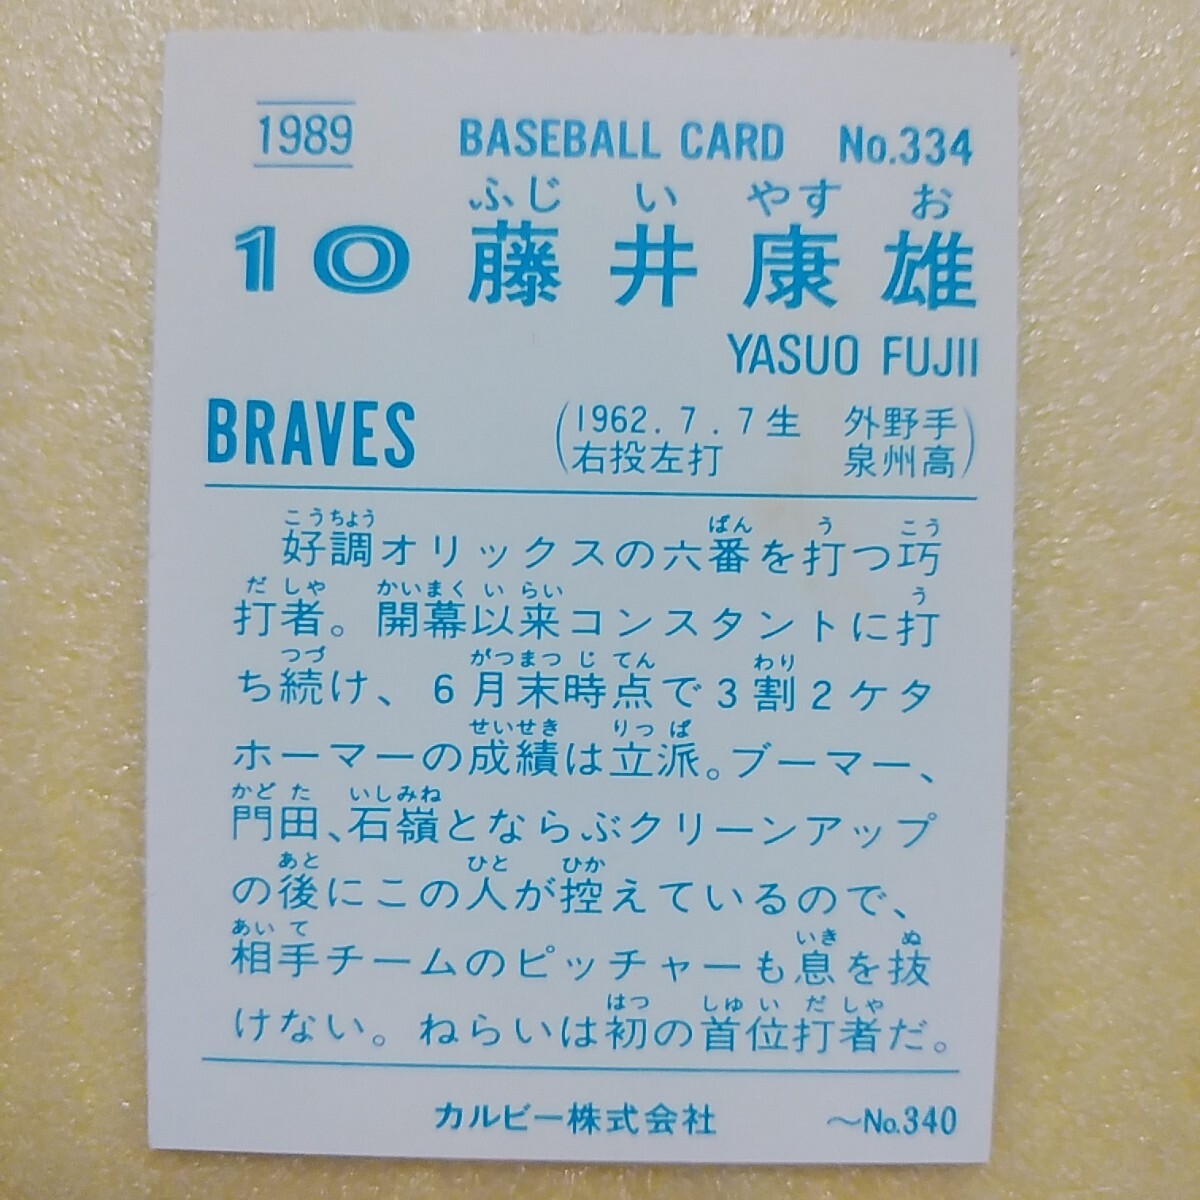 1989 BASEBALL CARD No.334
ふじ い やす お
10 藤井康雄
YASUO FUJII
BRAVES (1962.7.7生 外野手
右投左打 泉州高)
こうちょう ばん う こう
好調オリックスの六番を打つ巧
だ しゃ かいまく い らい う
打者。開幕以来コンスタントに打
つづ がつまつ じ てん わり
ち続け、6月末時点で3割2ケタ
せいせき りっ ぱ
ホーマーの成績は立派。ブーマー、
かど た いしみね
門田、石嶺とならぶクリーンアップ
あと ひと ひか
の後にこの人が控えているので、
あい て いき ぬ
相手チームのピッチャーも息を抜
はつ しゅ い だ しゃ
けない。ねらいは初の首位打者だ。
カルビー株式会社 〜No.340